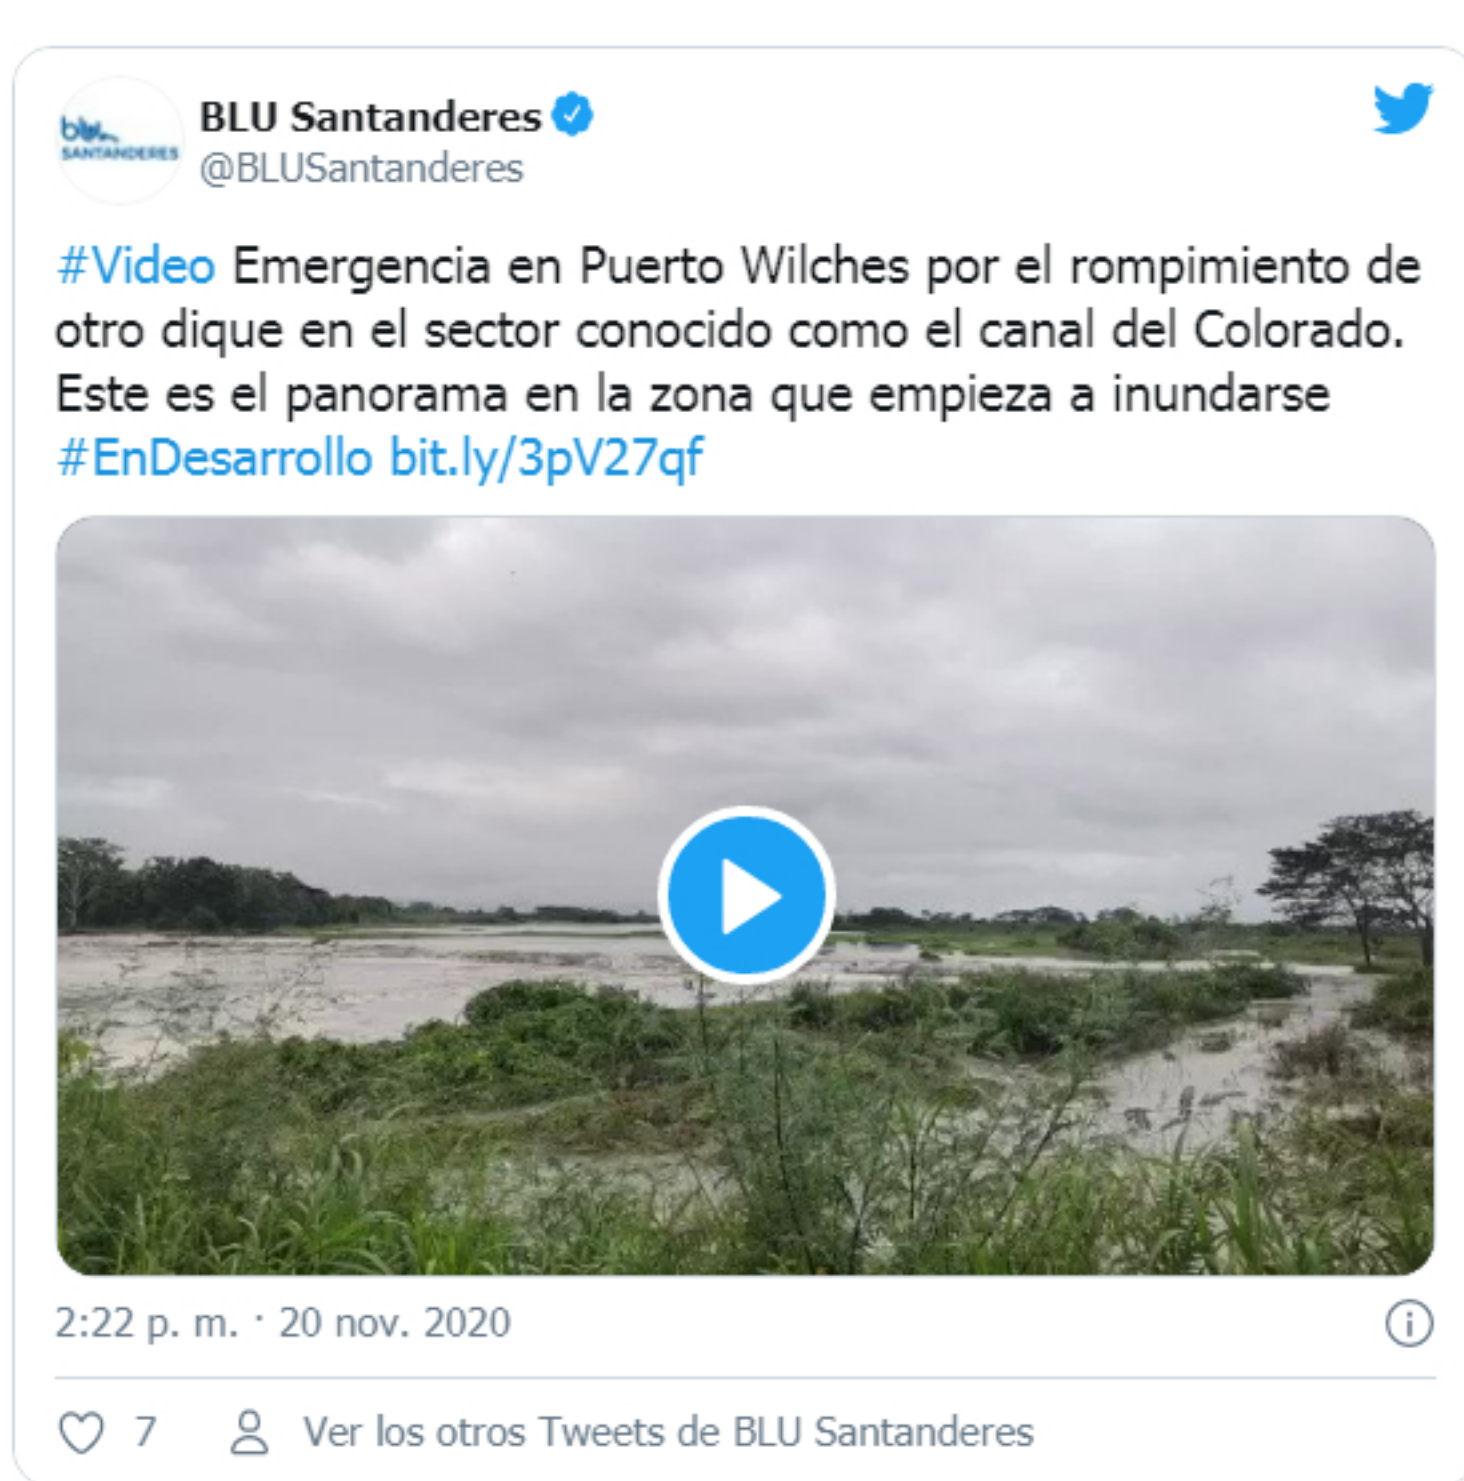 blu
SANTANDERES
BLU Santanderes
@BLUSantanderes
#Video Emergencia en Puerto Wilches por el rompimiento de
otro dique en el sector conocido como el canal del Colorado.
Este es el panorama en la zona que empieza a inundarse
#EnDesarrollo bit.ly/3pV27qf
2:22 p. m. · 20 nov. 2020
7 Ver los otros Tweets de BLU Santanderes